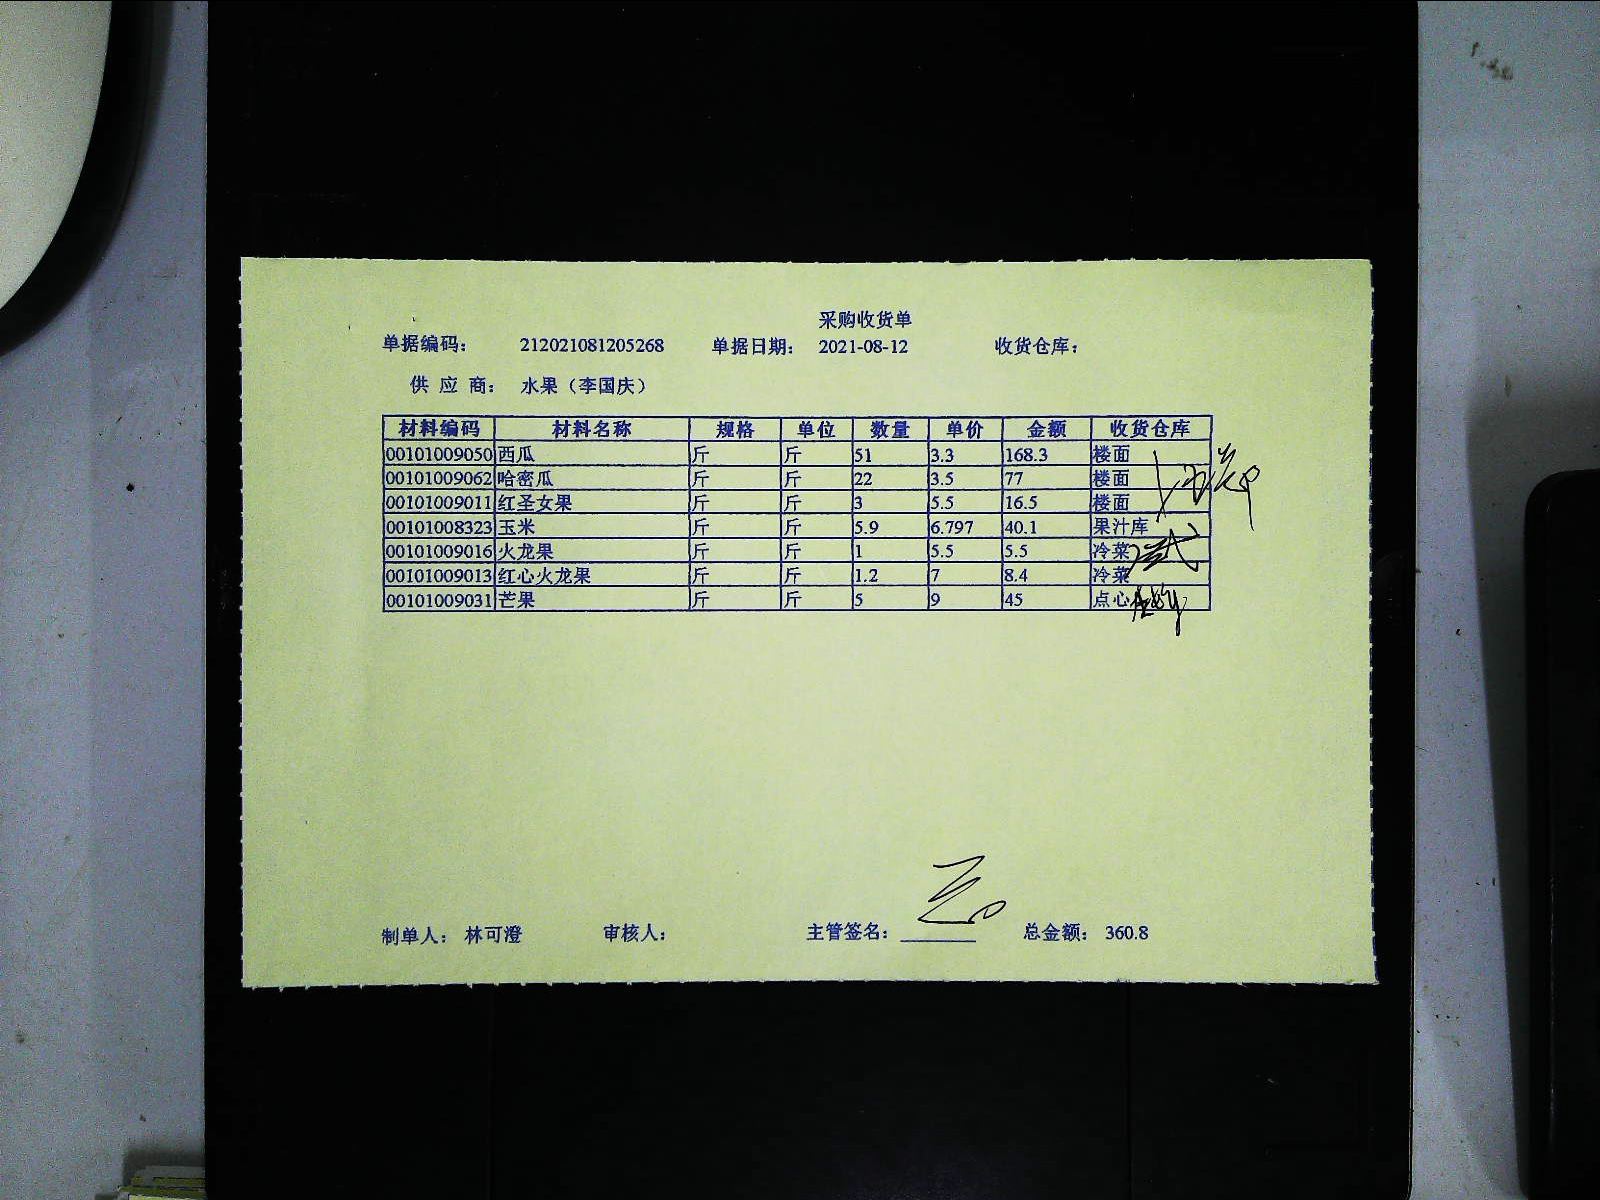 采购收货单
单据编码： 212021081205268 单据日期： 2021-08-12 收货仓库：
供 应 商： 水果（李国庆）
材料编码 材料名称 规格 单位 数量 单价 金额 收货仓库
00101009050 西瓜 斤 斤 51 3.3 168.3 楼面
00101009062 哈密瓜 斤 斤 22 3.5 77 楼面
00101009011 红圣女果 斤 斤 3 5.5 16.5 楼面
00101008323 玉米 斤 斤 5.9 6.797 40.1 果汁库
00101009016 火龙果 斤 斤 1 5.5 5.5 冷菜
00101009013 红心火龙果 斤 斤 1.2 7 8.4 冷菜
00101009031 芒果 斤 斤 5 9 45 点心
制单人： 林可澄 审核人： 主管签名： 总金额： 360.8